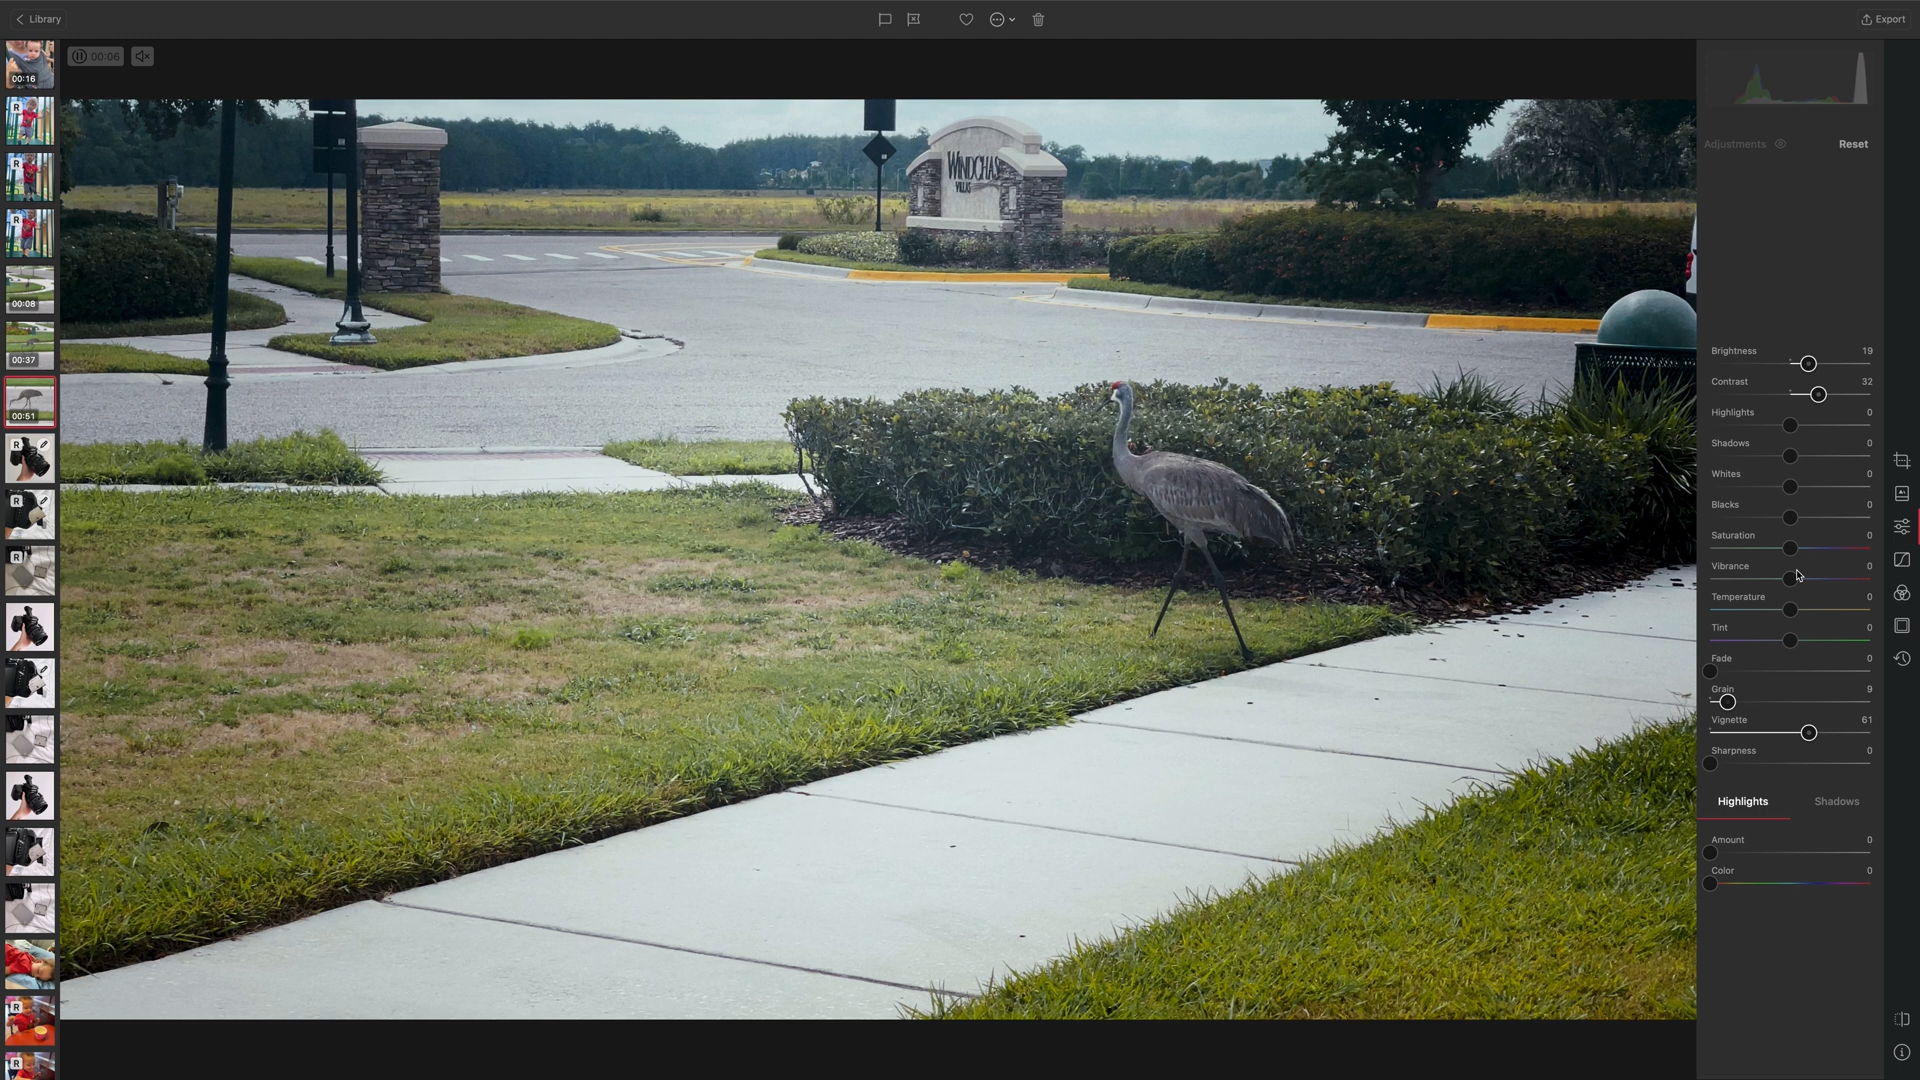 Library
Export
00:16
00:06
R
R
R
00:08
00:37
00:51
R
R
R
R
R
WINDCHASE
VILLAS
Adjustments
Reset
Brightness 19
Contrast 32
Highlights 0
Shadows 0
Whites 0
Blacks 0
Saturation 0
Vibrance 0
Temperature 0
Tint 0
Fade 0
Grain 9
Vignette 61
Sharpness 0
Highlights Shadows
Amount 0
Color 0